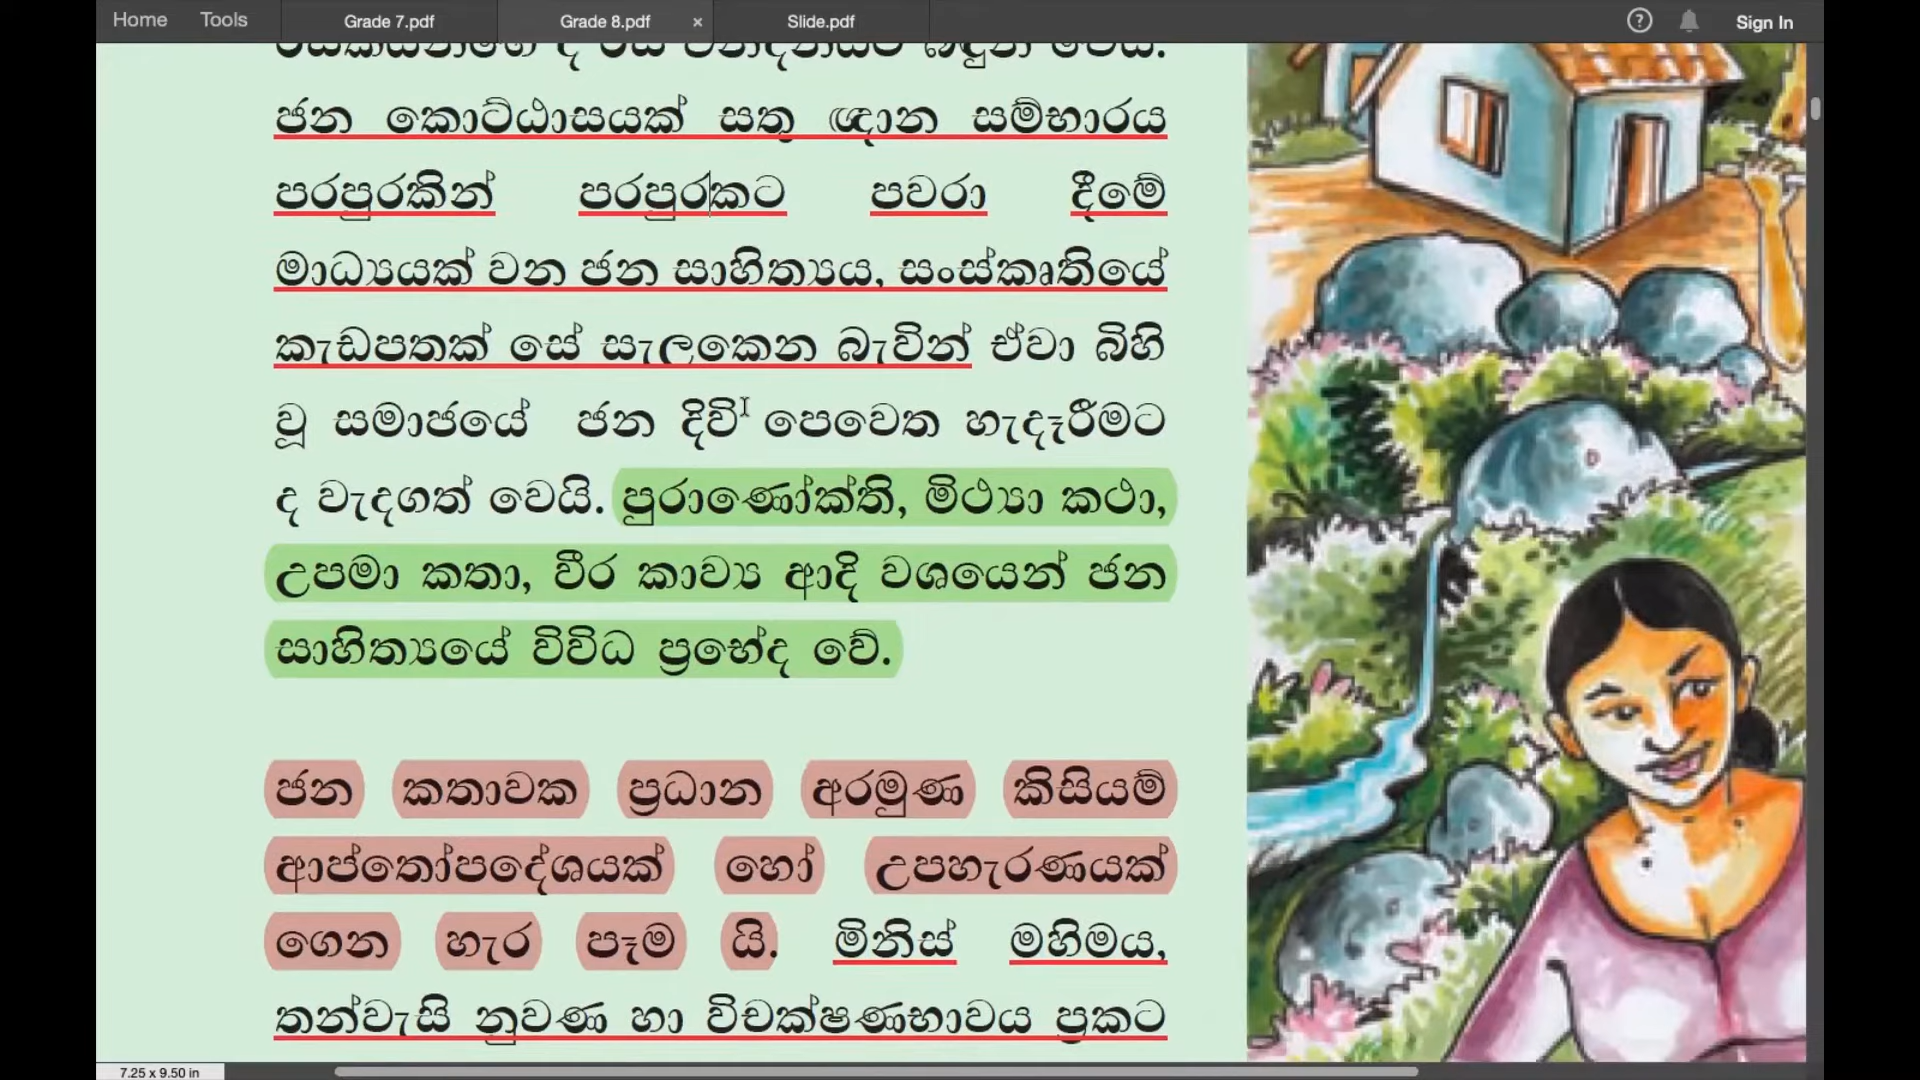 Home Tools Grade 7.pdf Grade 8.pdf × Slide.pdf ? Sign In
ජන කොට්ඨාසයක් සතු ඥාන සම්භාරය
පරපුරකින් පරපුරකට පවරා දීමේ
මාධ්‍යයක් වන ජන සාහිත්‍යය, සංස්කෘතියේ
කැඩපතක් සේ සැලකෙන බැවින් ඒවා බිහි
වූ සමාජයේ ජන දිවි පෙවෙත හැදෑරීමට
ද වැදගත් වෙයි. පුරාණෝක්ති, මිථ්‍යා කථා,
උපමා කතා, වීර කාව්‍ය ආදි වශයෙන් ජන
සාහිත්‍යයේ විවිධ ප්‍රභේද වේ.
ජන කතාවක ප්‍රධාන අරමුණ කිසියම්
ආප්තෝපදේශයක් හෝ උපහැරණයක්
ගෙන හැර පෑම යි. මිනිස් මහිමය,
තන්වැසි නුවණ හා විචක්ෂණභාවය ප්‍රකට
7.25 x 9.50 in